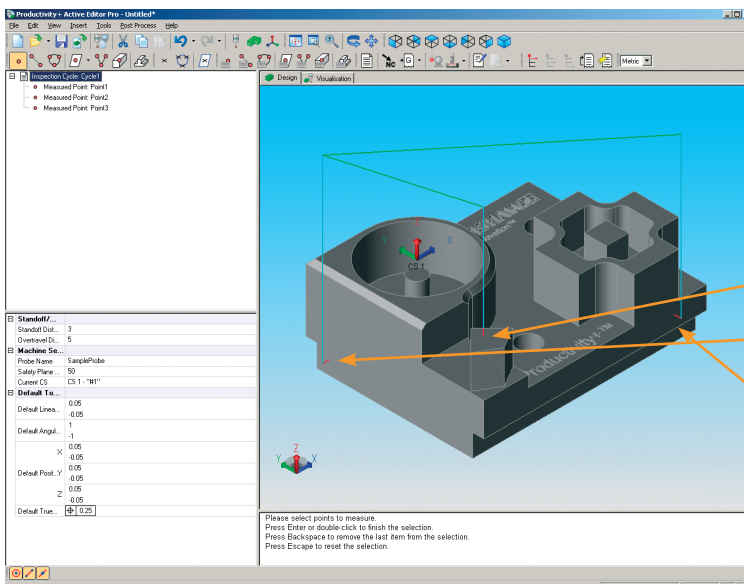 Productivity+ Active Editor Pro - Untitled*
File Edit View Insert Tools Post Process Help
NC G Metric
Inspection Cycle: Cycle1
Measured Point: Point1
Measured Point: Point2
Measured Point: Point3
Design Visualisation
Standoff/...
Standoff Dist... 3
Overtravel Di... 5
Machine Se...
Probe Name SampleProbe
Safety Plane ... 50
Current CS CS 1 - "#1"
Default To...
Default Linea... 0.05
-0.05
Default Angul... 1
-1
X 0.05
-0.05
Default Posit... Y 0.05
-0.05
Z 0.05
-0.05
Default True... 0.25
Z
Y X
CS.1
Productivity+™
Z
Y X
Please select points to measure.
Press Enter or double-click to finish the selection.
Press Backspace to remove the last item from the selection.
Press Escape to reset the selection.